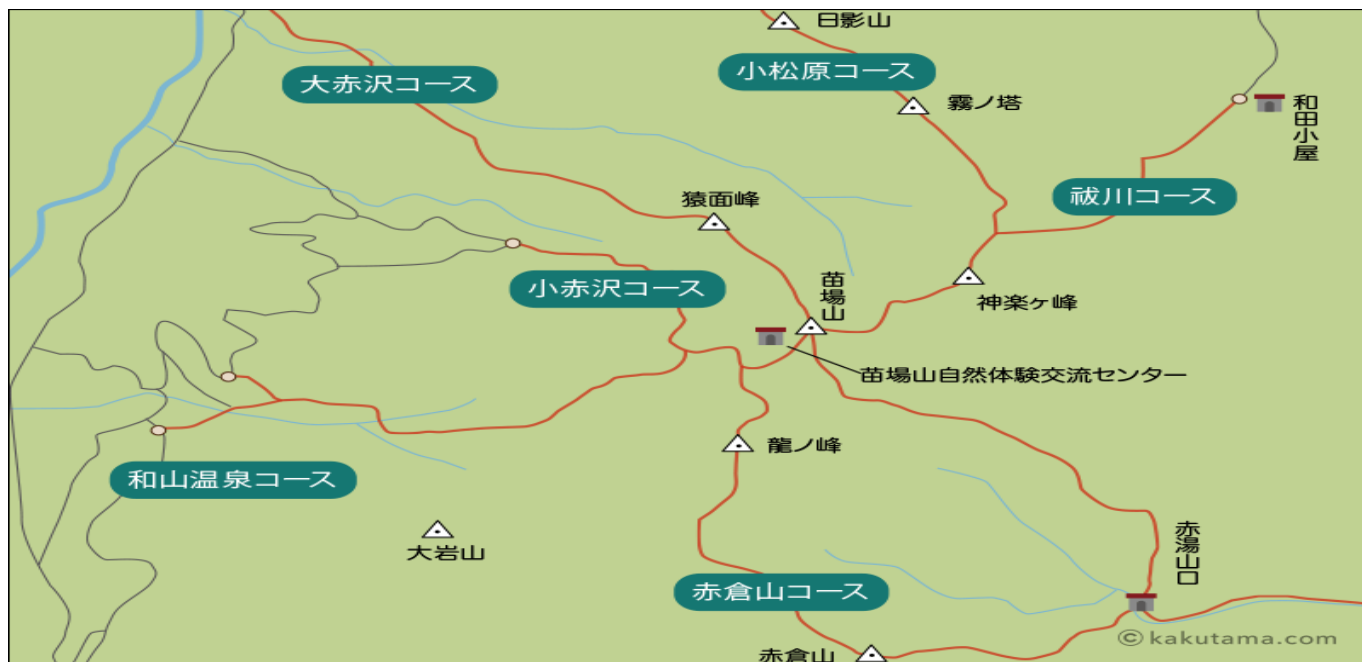 日影山
小松原コース
大赤沢コース
霧ノ塔
和田小屋
猿面峰
祓川コース
苗場山
小赤沢コース
神楽ヶ峰
苗場山自然体験交流センター
龍ノ峰
和山温泉コース
大岩山
赤湯山口
赤倉山コース
©kakutama.com
赤倉山